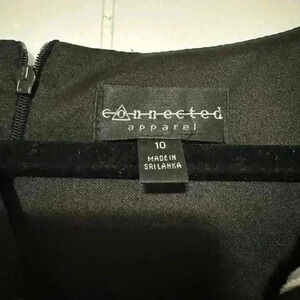 connected
apparel
10
MADE IN
SRI LANKA